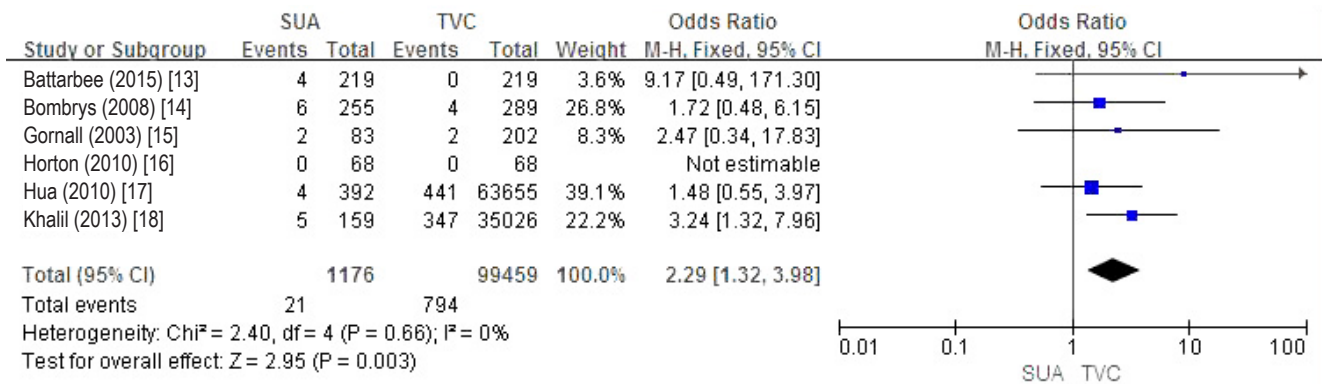 SUA TVC Odds Ratio Odds Ratio
Study or Subgroup Events Total Events Total Weight M-H, Fixed, 95% CI M-H, Fixed, 95% CI
Battarbee (2015) [13] 4 219 0 219 3.6% 9.17 [0.49, 171.30]
Bombrys (2008) [14] 6 255 4 289 26.8% 1.72 [0.48, 6.15]
Gornall (2003) [15] 2 83 2 202 8.3% 2.47 [0.34, 17.83]
Horton (2010) [16] 0 68 0 68 Not estimable
Hua (2010) [17] 4 392 441 63655 39.1% 1.48 [0.55, 3.97]
Khalil (2013) [18] 5 159 347 35026 22.2% 3.24 [1.32, 7.96]
Total (95% CI) 1176 99459 100.0% 2.29 [1.32, 3.98]
Total events 21 794
Heterogeneity: Chi² = 2.40, df = 4 (P = 0.66); I² = 0%
Test for overall effect: Z = 2.95 (P = 0.003)
0.01 0.1 1 10 100
SUA TVC